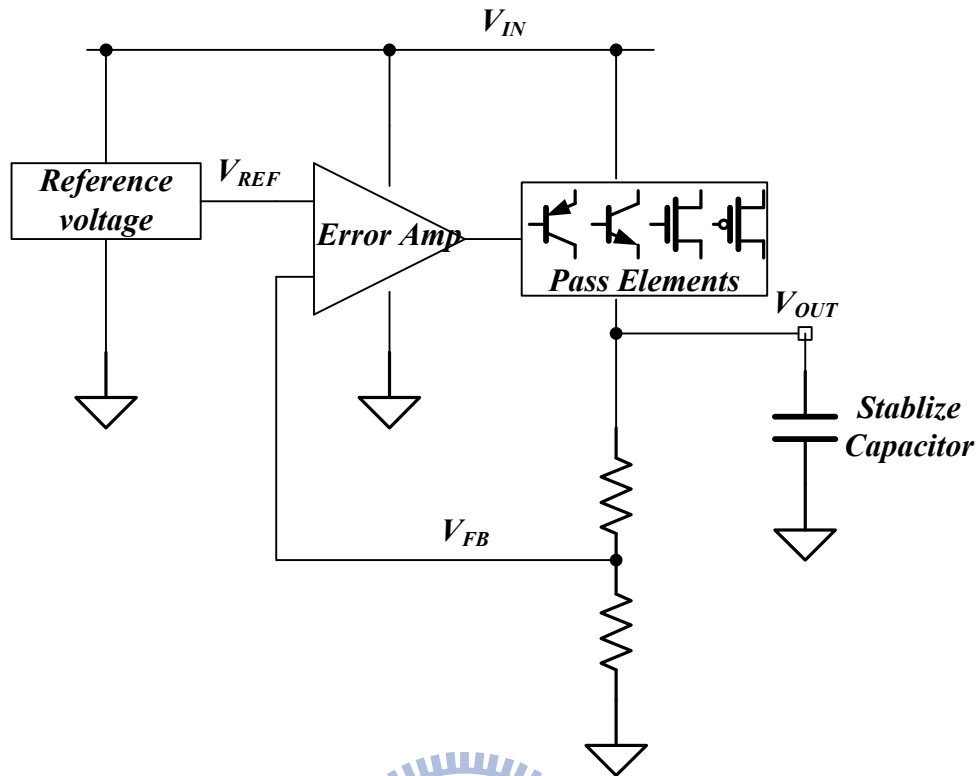 V_IN
Reference
voltage
V_REF
Error Amp
Pass Elements
V_OUT
Stablize
Capacitor
V_FB